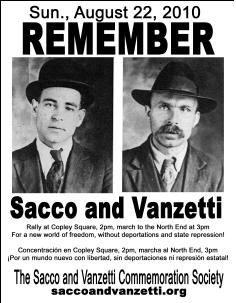 Sun., August 22, 2010
REMEMBER
Sacco and Vanzetti
Rally at Copley Square, 2pm, march to the North End at 3pm
For a new world of freedom, without deportations and state repression!
Concentración en Copley Square, 2pm, marcha al North End, 3pm
¡Por un mundo nuevo con libertad, sin deportaciones ni represión estatal!
The Sacco and Vanzetti Commemoration Society
saccoandvanzetti.org